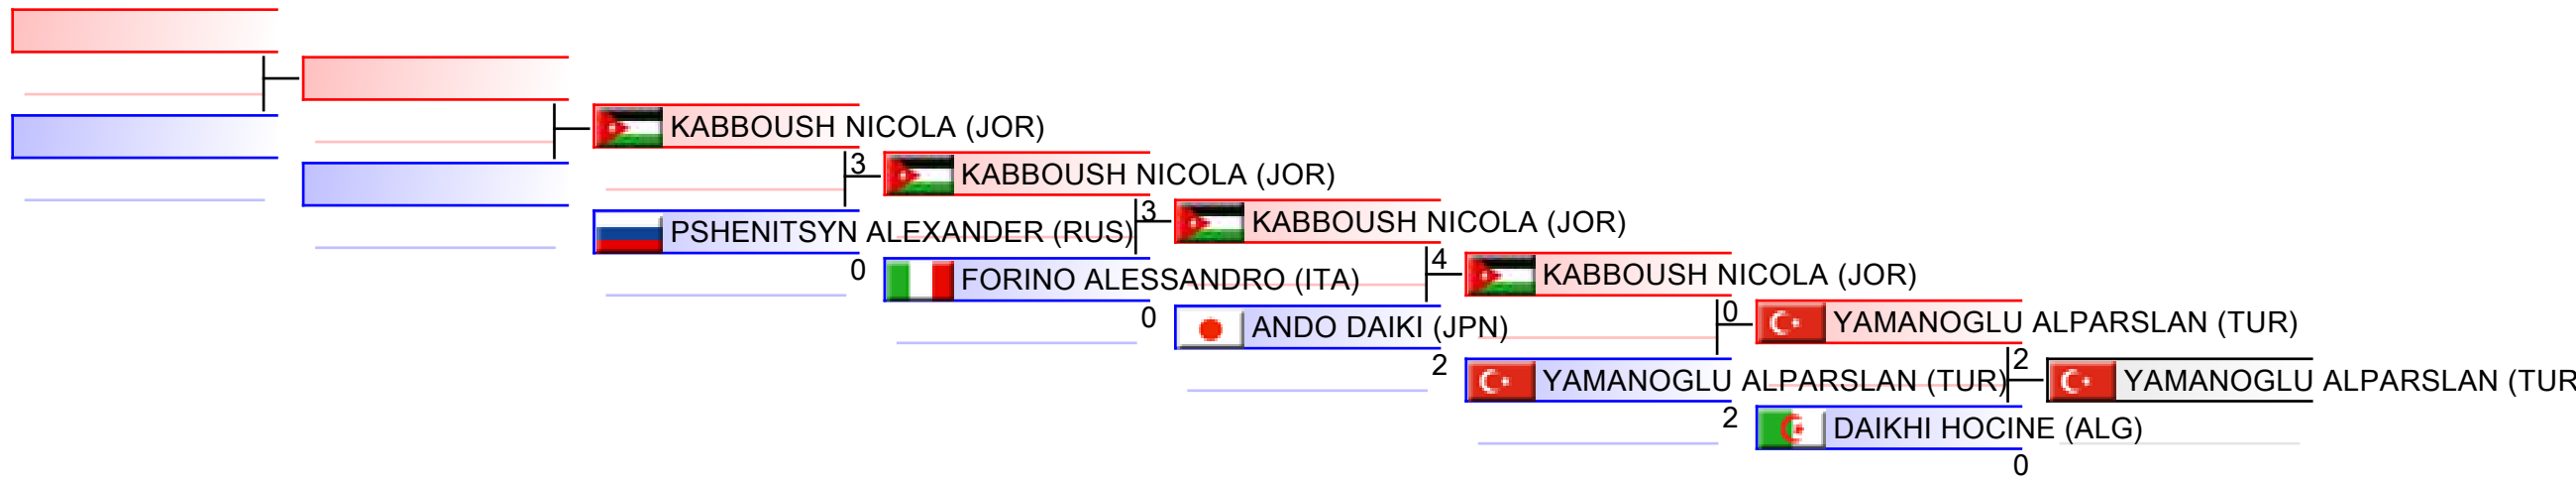 KABBOUSH NICOLA (JOR)
3
KABBOUSH NICOLA (JOR)
PSHENITSYN ALEXANDER (RUS)
3
KABBOUSH NICOLA (JOR)
0
FORINO ALESSANDRO (ITA)
4
KABBOUSH NICOLA (JOR)
0
ANDO DAIKI (JPN)
0
YAMANOGLU ALPARSLAN (TUR)
2
YAMANOGLU ALPARSLAN (TUR)
2
YAMANOGLU ALPARSLAN (TUR
2
DAIKHI HOCINE (ALG)
0